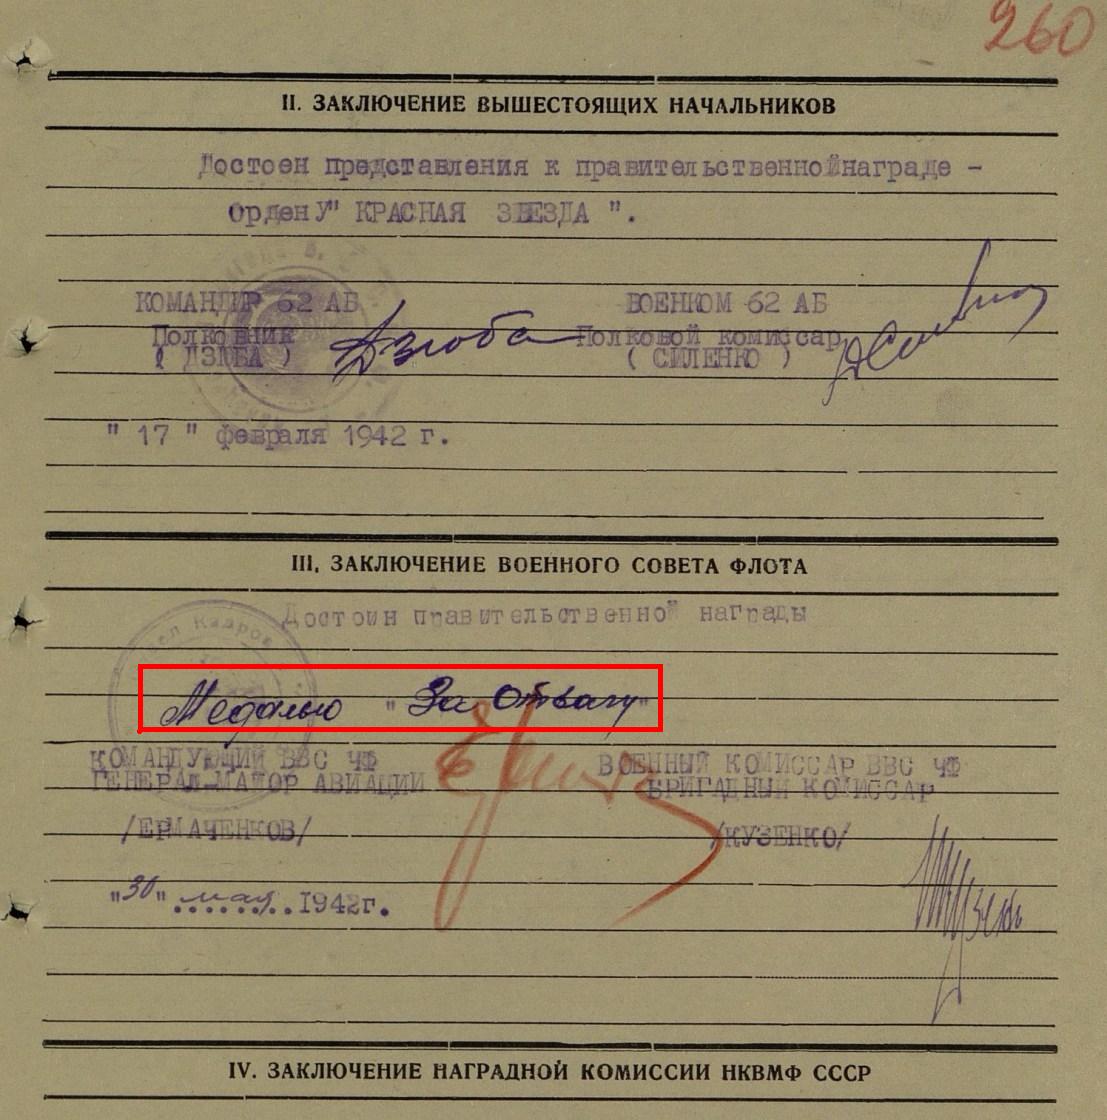 260
II. ЗАКЛЮЧЕНИЕ ВЫШЕСТОЯЩИХ НАЧАЛЬНИКОВ
Достоен представления к правительственнойнаграде -
ОрденУ" КРАСНАЯ ЗВЕЗДА ".
КОМАНДИР 62 АБ ВОЕНКОМ 62 АБ
Полковник Дзюба Полковой комиссар
( ДЗЮБА ) ( СИЛЕНКО )
" 17 " февраля 1942 г.
III. ЗАКЛЮЧЕНИЕ ВОЕННОГО СОВЕТА ФЛОТА
Достоин правительственной награды
Медалью "За Отвагу"
КОМАНДУЮЩИЙ ВВС ЧФ ВОЕННЫЙ КОМИССАР ВВС ЧФ
ГЕНЕРАЛ-МАЙОР АВИАЦИИ БРИГАДНЫЙ КОМИССАР
/ЕРМАЧЕНКОВ/ /КУЗЕНКО/
"30" мая 1942г.
IV. ЗАКЛЮЧЕНИЕ НАГРАДНОЙ КОМИССИИ НКВМФ СССР